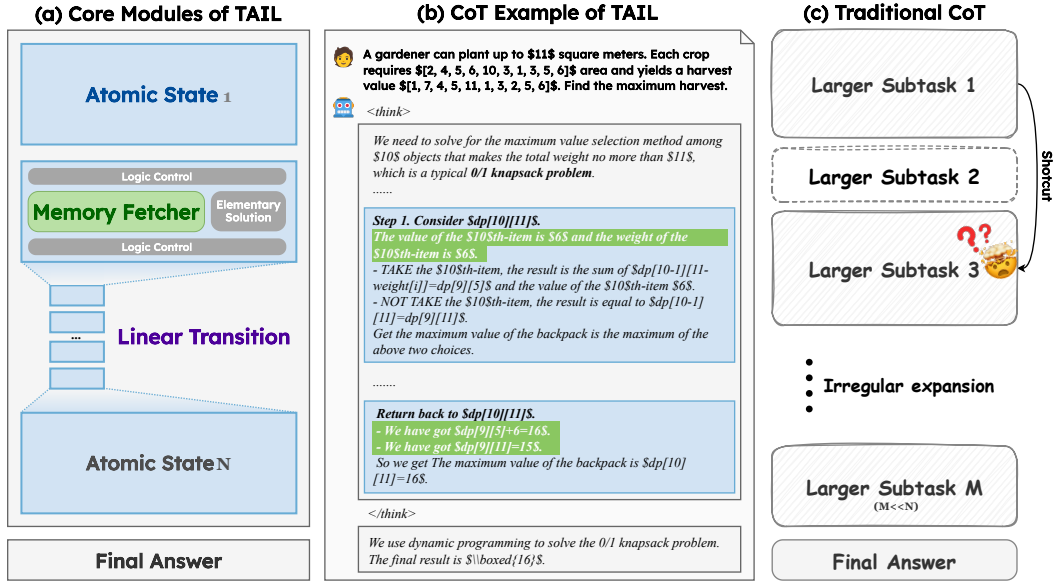 (a) Core Modules of TAIL
Atomic State 1
Logic Control
Memory Fetcher
Elementary
Solution
Logic Control
...
Linear Transition
Atomic State N
Final Answer
(b) CoT Example of TAIL
A gardener can plant up to $11$ square meters. Each crop
requires $[2, 4, 5, 6, 10, 3, 1, 3, 5, 6]$ area and yields a harvest
value $[1, 7, 4, 5, 11, 1, 3, 2, 5, 6]$. Find the maximum harvest.
<think>
We need to solve for the maximum value selection method among
$10$ objects that makes the total weight no more than $11$,
which is a typical 0/1 knapsack problem.
......
Step 1. Consider $dp[10][11]$.
The value of the $10$th-item is $6$ and the weight of the
$10$th-item is $6$.
- TAKE the $10$th-item, the result is the sum of $dp[10-1][11-
weight[i]]=dp[9][5]$ and the value of the $10$th-item $6$.
- NOT TAKE the $10$th-item, the result is equal to $dp[10-1]
[11]=dp[9][11]$.
Get the maximum value of the backpack is the maximum of the
above two choices.
.......
Return back to $dp[10][11]$.
- We have got $dp[9][5]+6=16$.
- We have got $dp[9][11]=15$.
So we get The maximum value of the backpack is $dp[10]
[11]=16$.
</think>
We use dynamic programming to solve the 0/1 knapsack problem.
The final result is $\\boxed{16}$.
(c) Traditional CoT
Larger Subtask 1
Larger Subtask 2
Shotcut
Larger Subtask 3
??
Irregular expansion
Larger Subtask M
(M<<N)
Final Answer